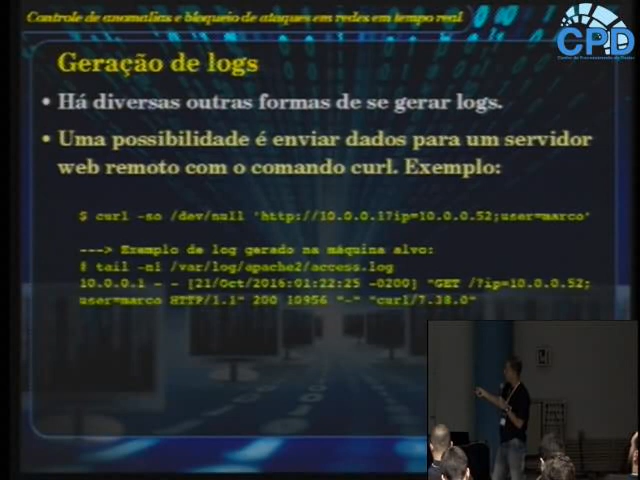 Controle de anomalias e bloqueio de ataques em redes em tempo real
CPD
Geração de logs
• Há diversas outras formas de se gerar logs.
• Uma possibilidade é enviar dados para um servidor
web remoto com o comando curl. Exemplo:
$ curl -so /dev/null 'http://10.0.0.1?ip=10.0.0.52;user=marco'
---> Exemplo de log gerado na máquina alvo:
# tail -n1 /var/log/apache2/access.log
10.0.0.1 - - [21/Oct/2016:01:22:25 -0200] "GET /?ip=10.0.0.52;
user=marco HTTP/1.1" 200 10956 "-" "curl/7.38.0"